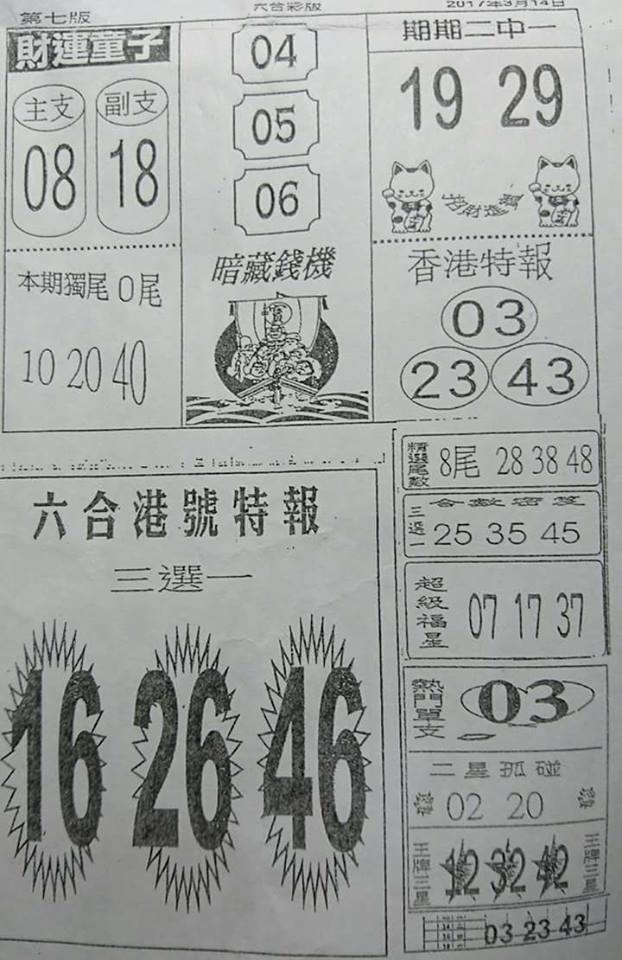 第七版
六合彩版
2017年3月14日
財運童子
主支
副支
08
18
本期獨尾 0尾
10 20 40
04
05
06
暗藏錢機
期期二中一
19 29
香港特報
03
23 43
六合港號特報
三選一
16 26 46
精選尾數
8尾 28 38 48
三選一
25 35 45
超級福星
07 17 37
熱門單支
03
二星孤碰
02 20
王牌三星
12 32 42
王牌三星
03 23 43